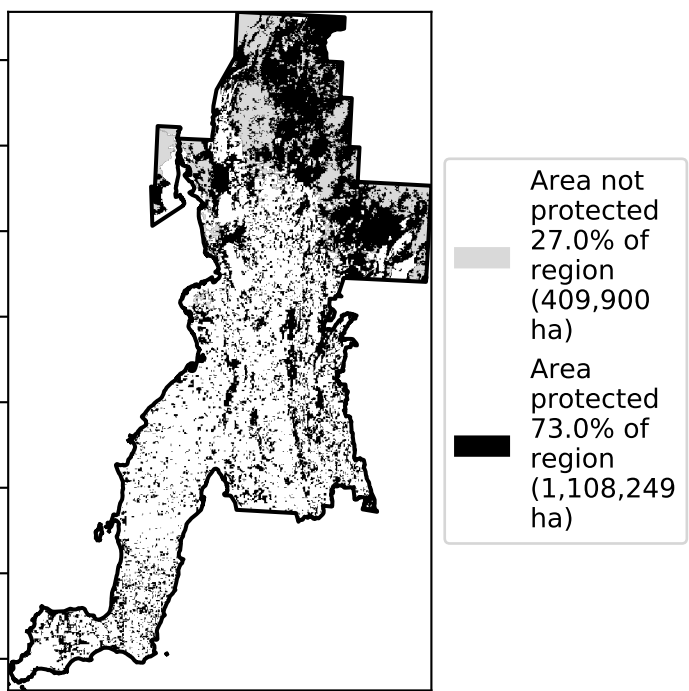 Area not
protected
27.0% of
region
(409,900
ha)
Area
protected
73.0% of
region
(1,108,249
ha)